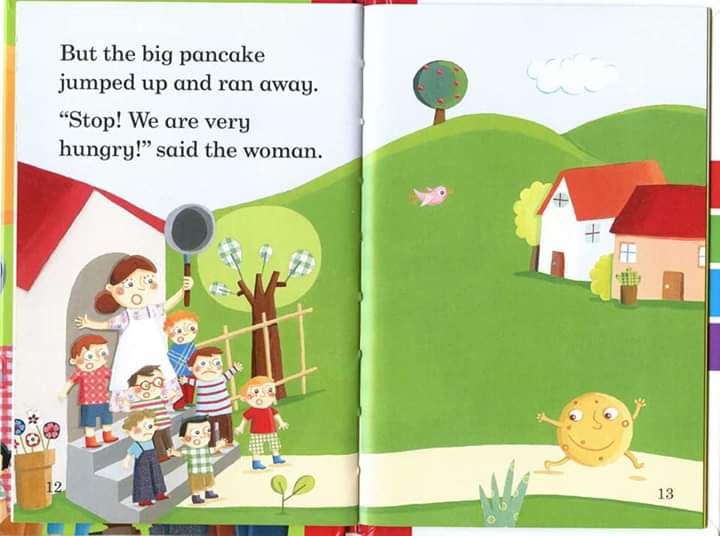 But the big pancake
jumped up and ran away.
“Stop! We are very
hungry!” said the woman.
12
13